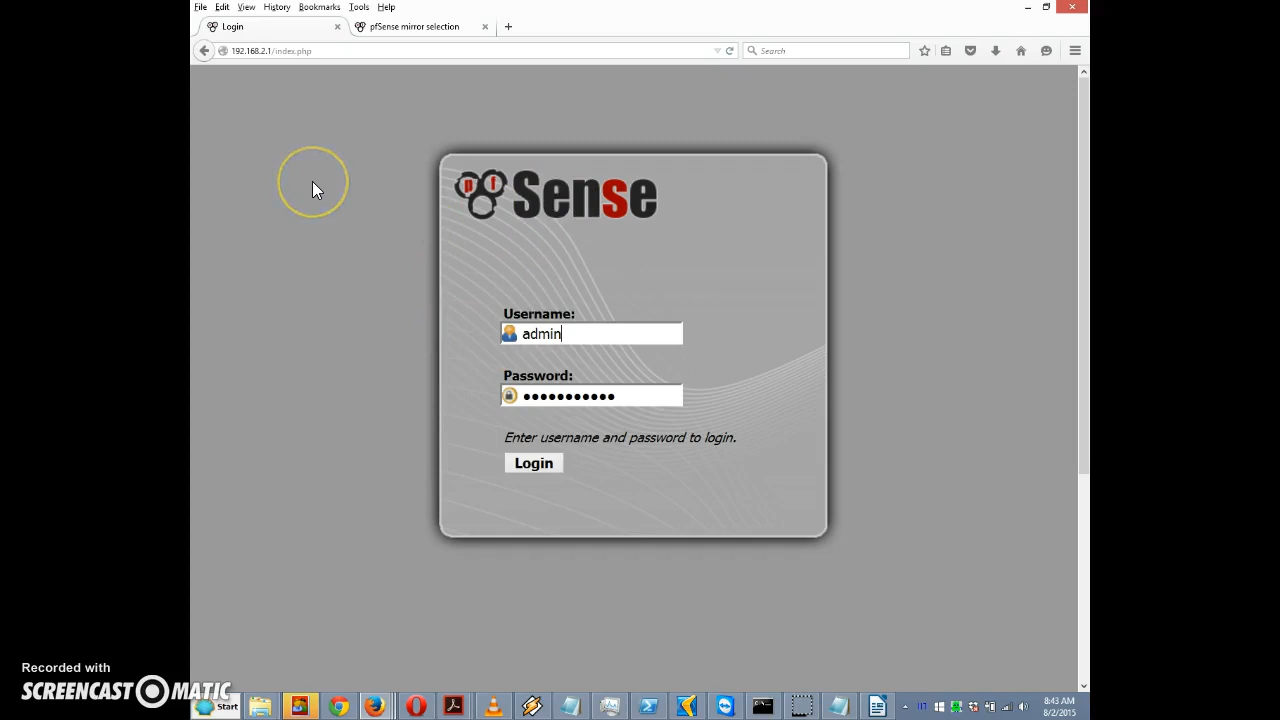 File Edit View History Bookmarks Tools Help
Login
pfSense mirror selection
192.168.2.1/index.php
Search
pf Sense
Username:
admin
Password:
Enter username and password to login.
Login
Recorded with
SCREENCAST MATIC
Start
8:43 AM
8/2/2015